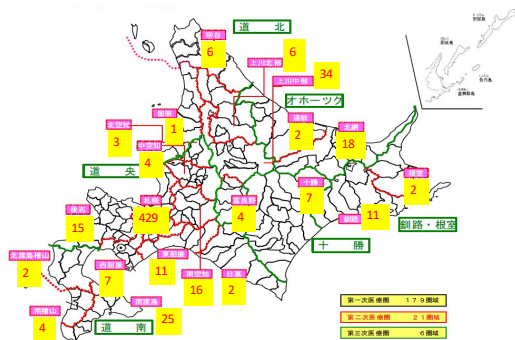 道 北
宗谷
6
上川北部
6
上川中部
34
オホーツク
留萌
1
遠紋
2
北網
18
北空知
3
中空知
4
道 央
根室
2
札幌
429
富良野
4
十勝
7
釧路
11
釧路・根室
後志
15
十 勝
北渡島檜山
2
西胆振
7
東胆振
11
南空知
16
日高
2
南渡島
25
南檜山
4
道 南
第一次医療圏 179圏域
第二次医療圏 21圏域
第三次医療圏 6圏域